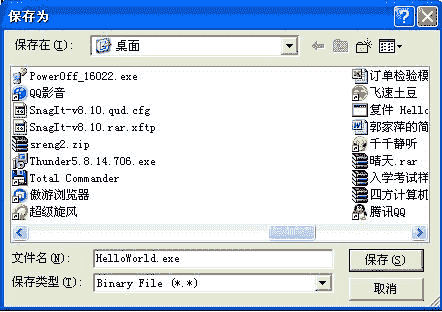 保存为
保存在(I): 桌面
PowerOff_16022.exe
QQ影音
SnagIt-v8.10.qud.cfg
SnagIt-v8.10.rar.xftp
sreng2.zip
Thunder5.8.14.706.exe
Total Commander
傲游浏览器
超级旋风
订单检验模
飞速土豆
复件 Hello
郭家萍的简
千千静听
晴天.rar
入学考试样
四方计算机
腾讯QQ
文件名(N): HelloWorld.exe
保存(S)
保存类型(T): Binary File (*.*)
取消